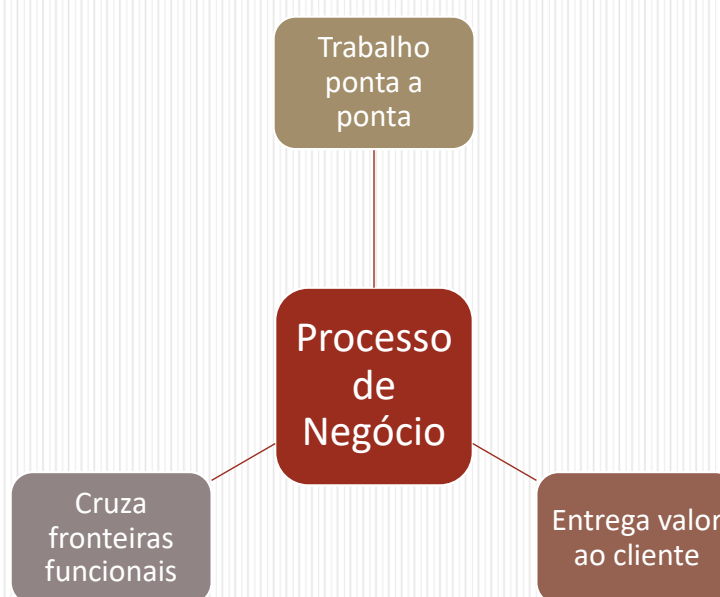 Trabalho
ponta a
ponta
Processo
de
Negócio
Cruza
fronteiras
funcionais
Entrega valor
ao cliente